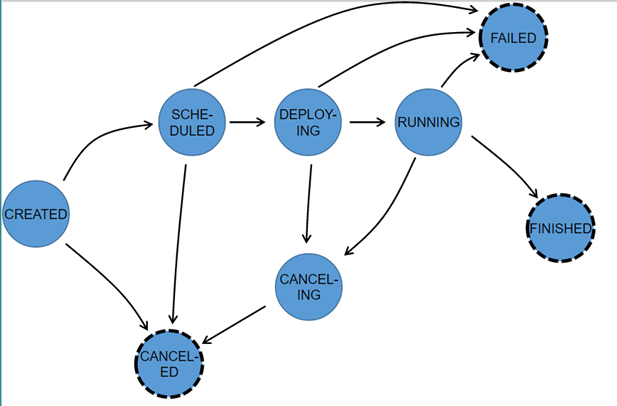 FAILED
SCHE-
DULED
DEPLOY-
ING
RUNNING
CREATED
FINISHED
CANCEL-
ING
CANCEL-
ED